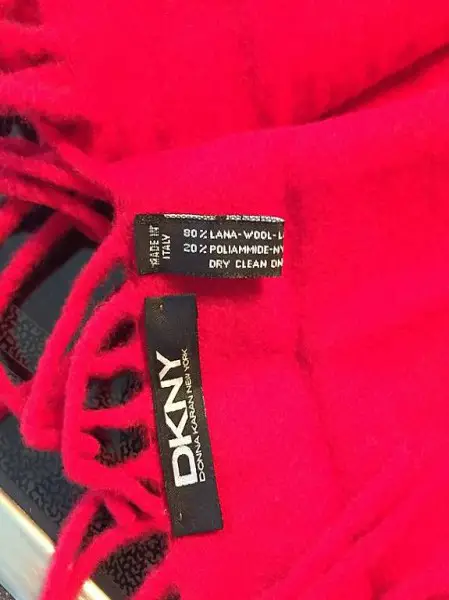 MADE IN
ITALY
80% LANA-WOOL-L
20% POLIAMMIDE-NY
DRY CLEAN ON
DKNY
DONNA KARAN NEW YORK